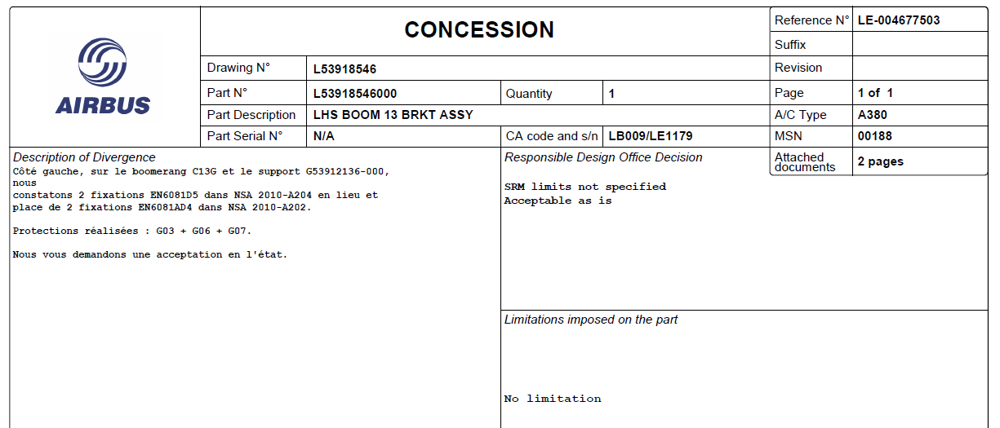 AIRBUS
CONCESSION
Reference N° LE-004677503
Suffix
Drawing N° L53918546
Revision
Part N° L53918546000 Quantity 1
Page 1 of 1
Part Description LHS BOOM 13 BRKT ASSY
A/C Type A380
Part Serial N° N/A CA code and s/n LB009/LE1179
MSN 00188
Attached documents 2 pages
Description of Divergence
Côté gauche, sur le boomerang C13G et le support G53912136-000,
nous
constatons 2 fixations EN6081D5 dans NSA 2010-A204 en lieu et
place de 2 fixations EN6081AD4 dans NSA 2010-A202.
Protections réalisées : G03 + G06 + G07.
Nous vous demandons une acceptation en l'état.
Responsible Design Office Decision
SRM limits not specified
Acceptable as is
Limitations imposed on the part
No limitation